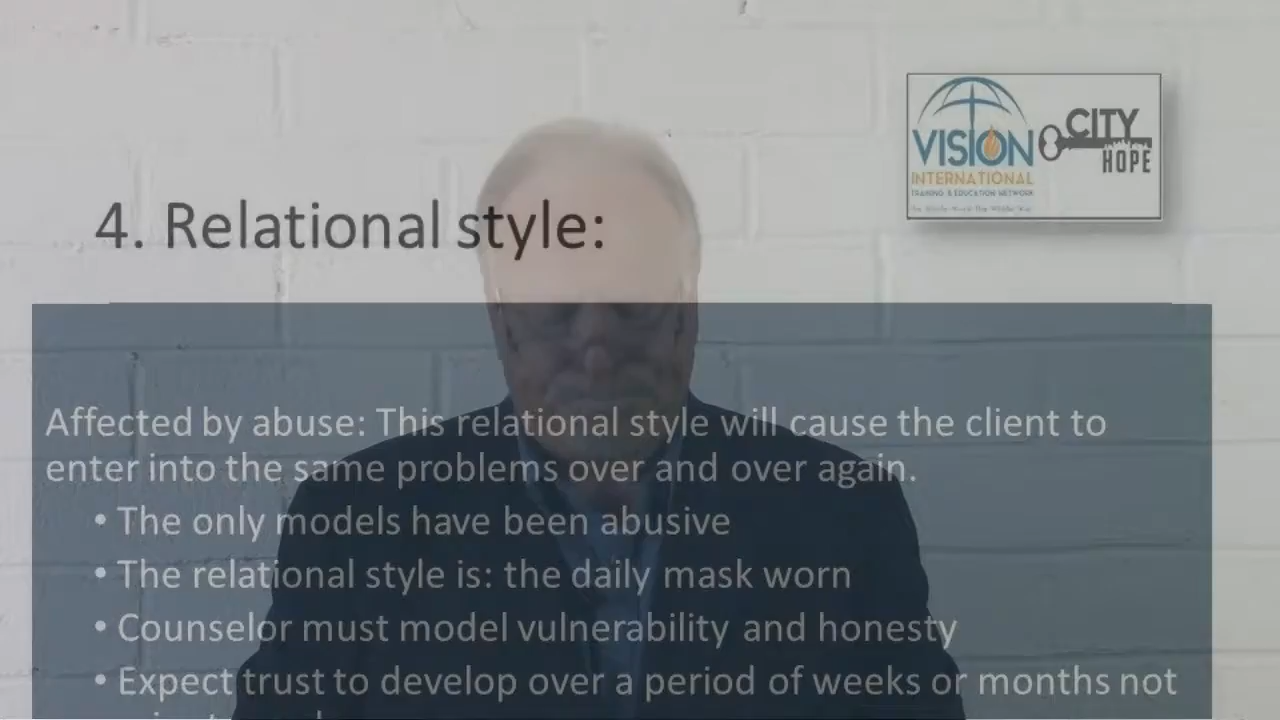 VISION
INTERNATIONAL
TRAINING & EDUCATION NETWORK
CITY
HOPE
4. Relational style:
Affected by abuse: This relational style will cause the client to
enter into the same problems over and over again.
• The only models have been abusive
• The relational style is: the daily mask worn
• Counselor must model vulnerability and honesty
• Expect trust to develop over a period of weeks or months not